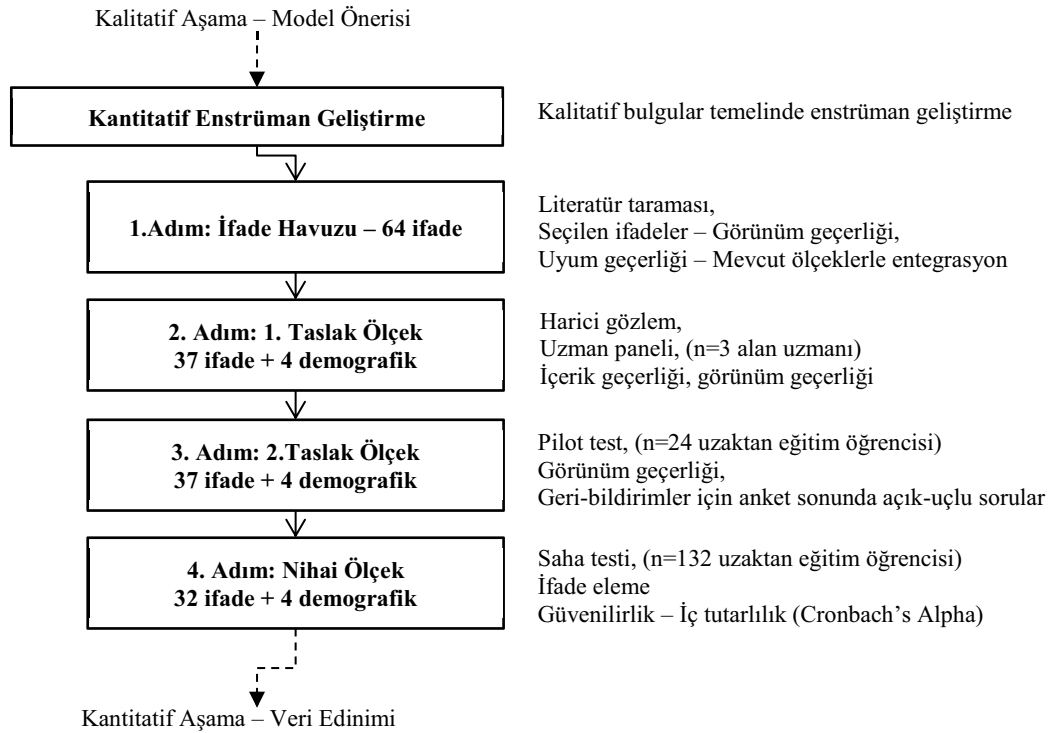 Kalitatif Aşama – Model Önerisi
Kantitatif Enstrüman Geliştirme
Kalitatif bulgular temelinde enstrüman geliştirme
1.Adım: İfade Havuzu – 64 ifade
Literatür taraması,
Seçilen ifadeler – Görünüm geçerliği,
Uyum geçerliği – Mevcut ölçeklerle entegrasyon
2. Adım: 1. Taslak Ölçek
37 ifade + 4 demografik
Harici gözlem,
Uzman paneli, (n=3 alan uzmanı)
İçerik geçerliği, görünüm geçerliği
3. Adım: 2.Taslak Ölçek
37 ifade + 4 demografik
Pilot test, (n=24 uzaktan eğitim öğrencisi)
Görünüm geçerliği,
Geri-bildirimler için anket sonunda açık-uçlu sorular
4. Adım: Nihai Ölçek
32 ifade + 4 demografik
Saha testi, (n=132 uzaktan eğitim öğrencisi)
İfade eleme
Güvenilirlik – İç tutarlılık (Cronbach’s Alpha)
Kantitatif Aşama – Veri Edinimi